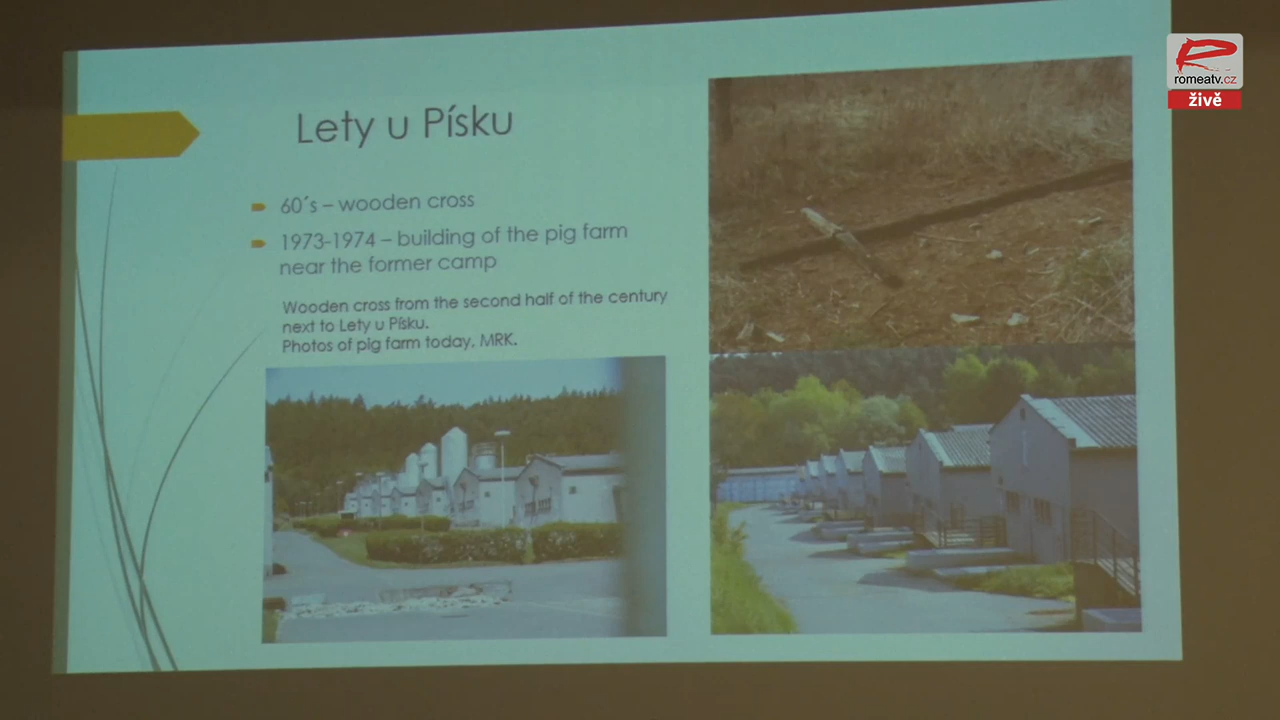 Lety u Písku
60´s – wooden cross
1973-1974 – building of the pig farm
near the former camp
Wooden cross from the second half of the century
next to Lety u Písku.
Photos of pig farm today. MRK.
romeatv.cz
živě